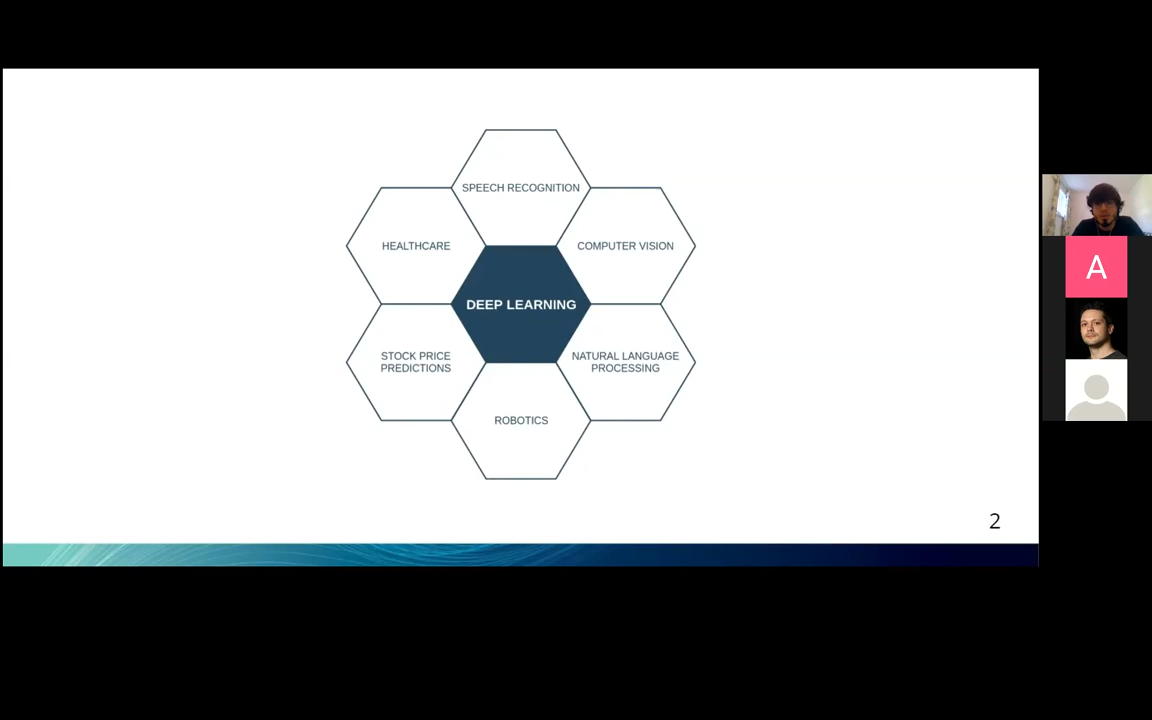 SPEECH RECOGNITION
HEALTHCARE
COMPUTER VISION
DEEP LEARNING
STOCK PRICE
PREDICTIONS
NATURAL LANGUAGE
PROCESSING
ROBOTICS
2
A